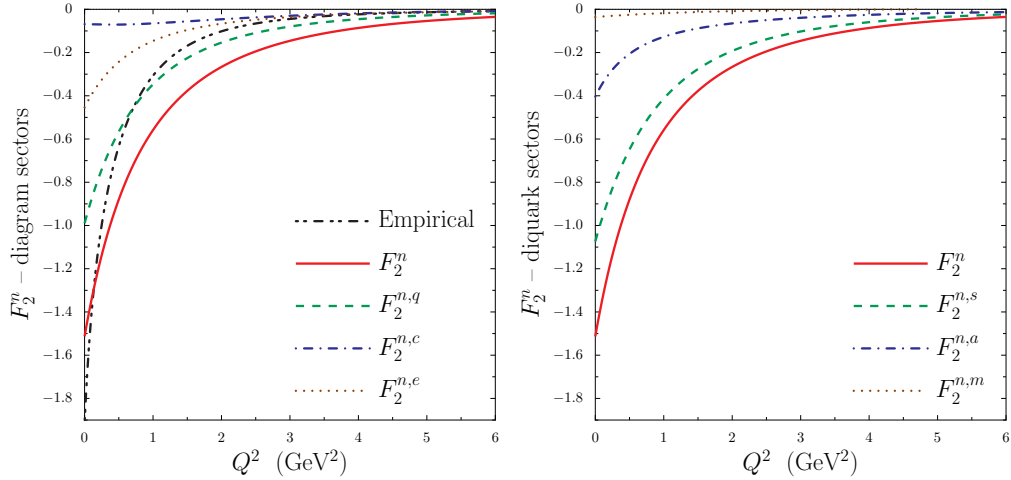 F_2^n – diagram sectors
0
−0.2
−0.4
−0.6
−0.8
−1.0
−1.2
−1.4
−1.6
−1.8
Empirical
F_2^n
F_2^{n,q}
F_2^{n,c}
F_2^{n,e}
0 1 2 3 4 5 6
Q^2 (GeV^2)
F_2^n – diquark sectors
0
−0.2
−0.4
−0.6
−0.8
−1.0
−1.2
−1.4
−1.6
−1.8
F_2^n
F_2^{n,s}
F_2^{n,a}
F_2^{n,m}
0 1 2 3 4 5 6
Q^2 (GeV^2)